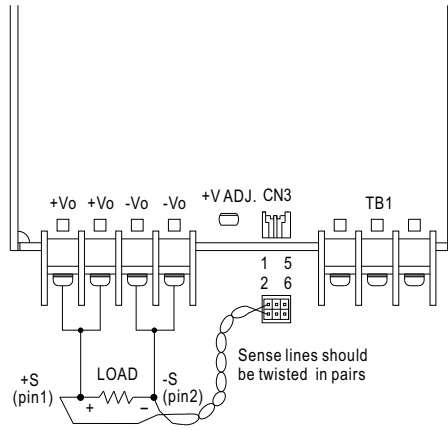 +Vo +Vo -Vo -Vo +V ADJ. CN3 TB1
1 5
2 6
Sense lines should
be twisted in pairs
+S
(pin1)
LOAD
+ −
-S
(pin2)